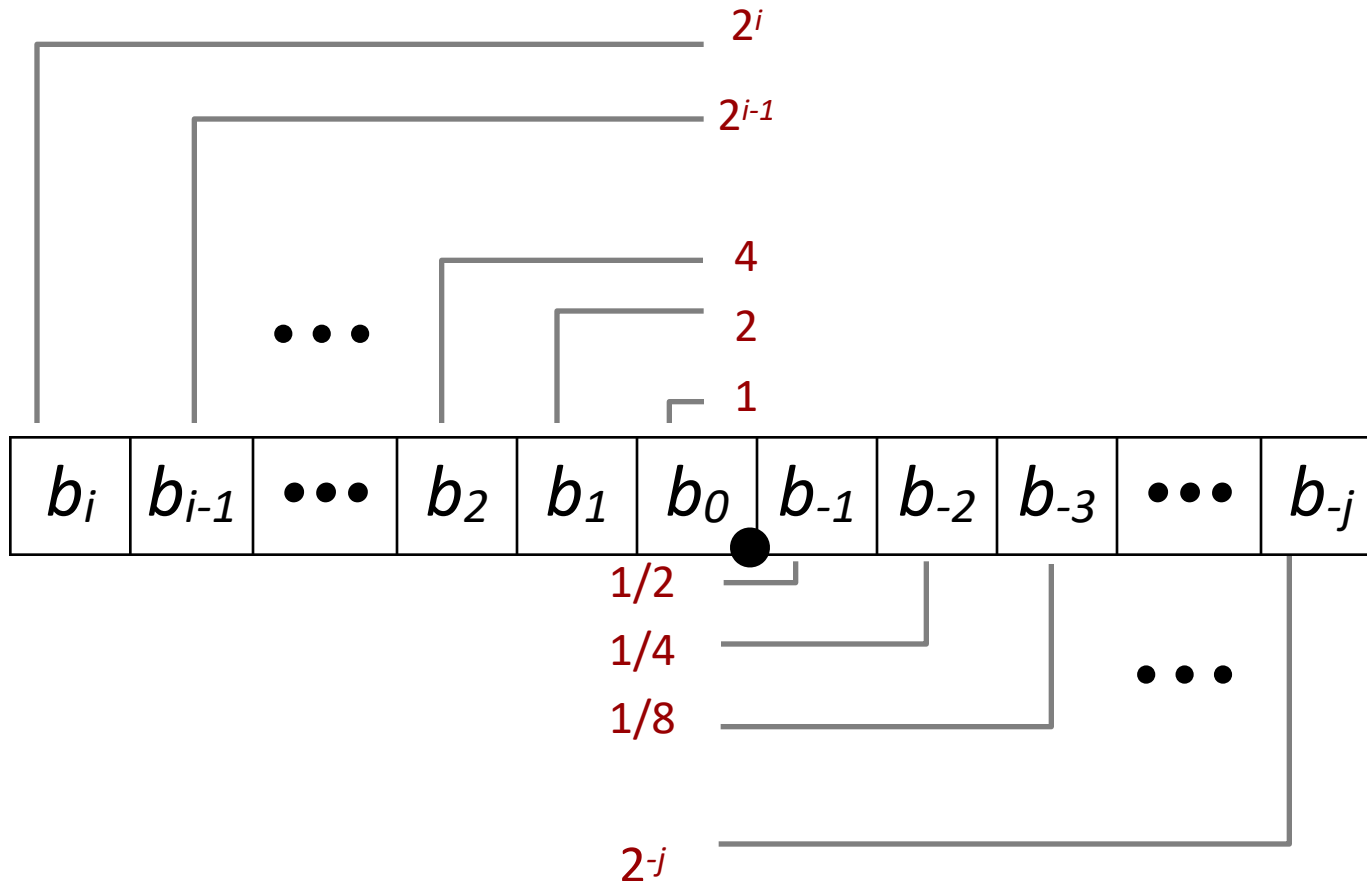 2^i
2^{i-1}
4
2
1
•••
b_i b_{i-1} ••• b_2 b_1 b_0 . b_{-1} b_{-2} b_{-3} ••• b_{-j}
1/2
1/4
•••
1/8
2^{-j}